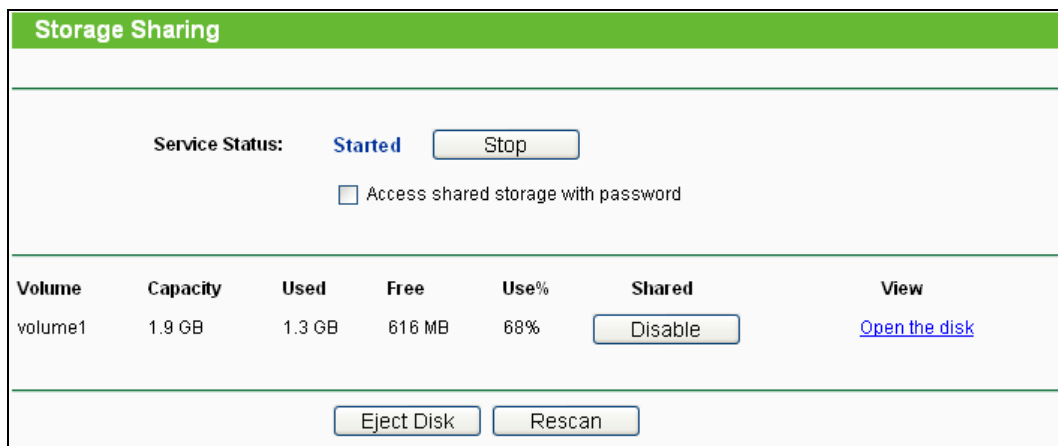 Storage Sharing
Service Status: Started Stop
Access shared storage with password
Volume Capacity Used Free Use% Shared View
volume1 1.9 GB 1.3 GB 616 MB 68% Disable Open the disk
Eject Disk Rescan